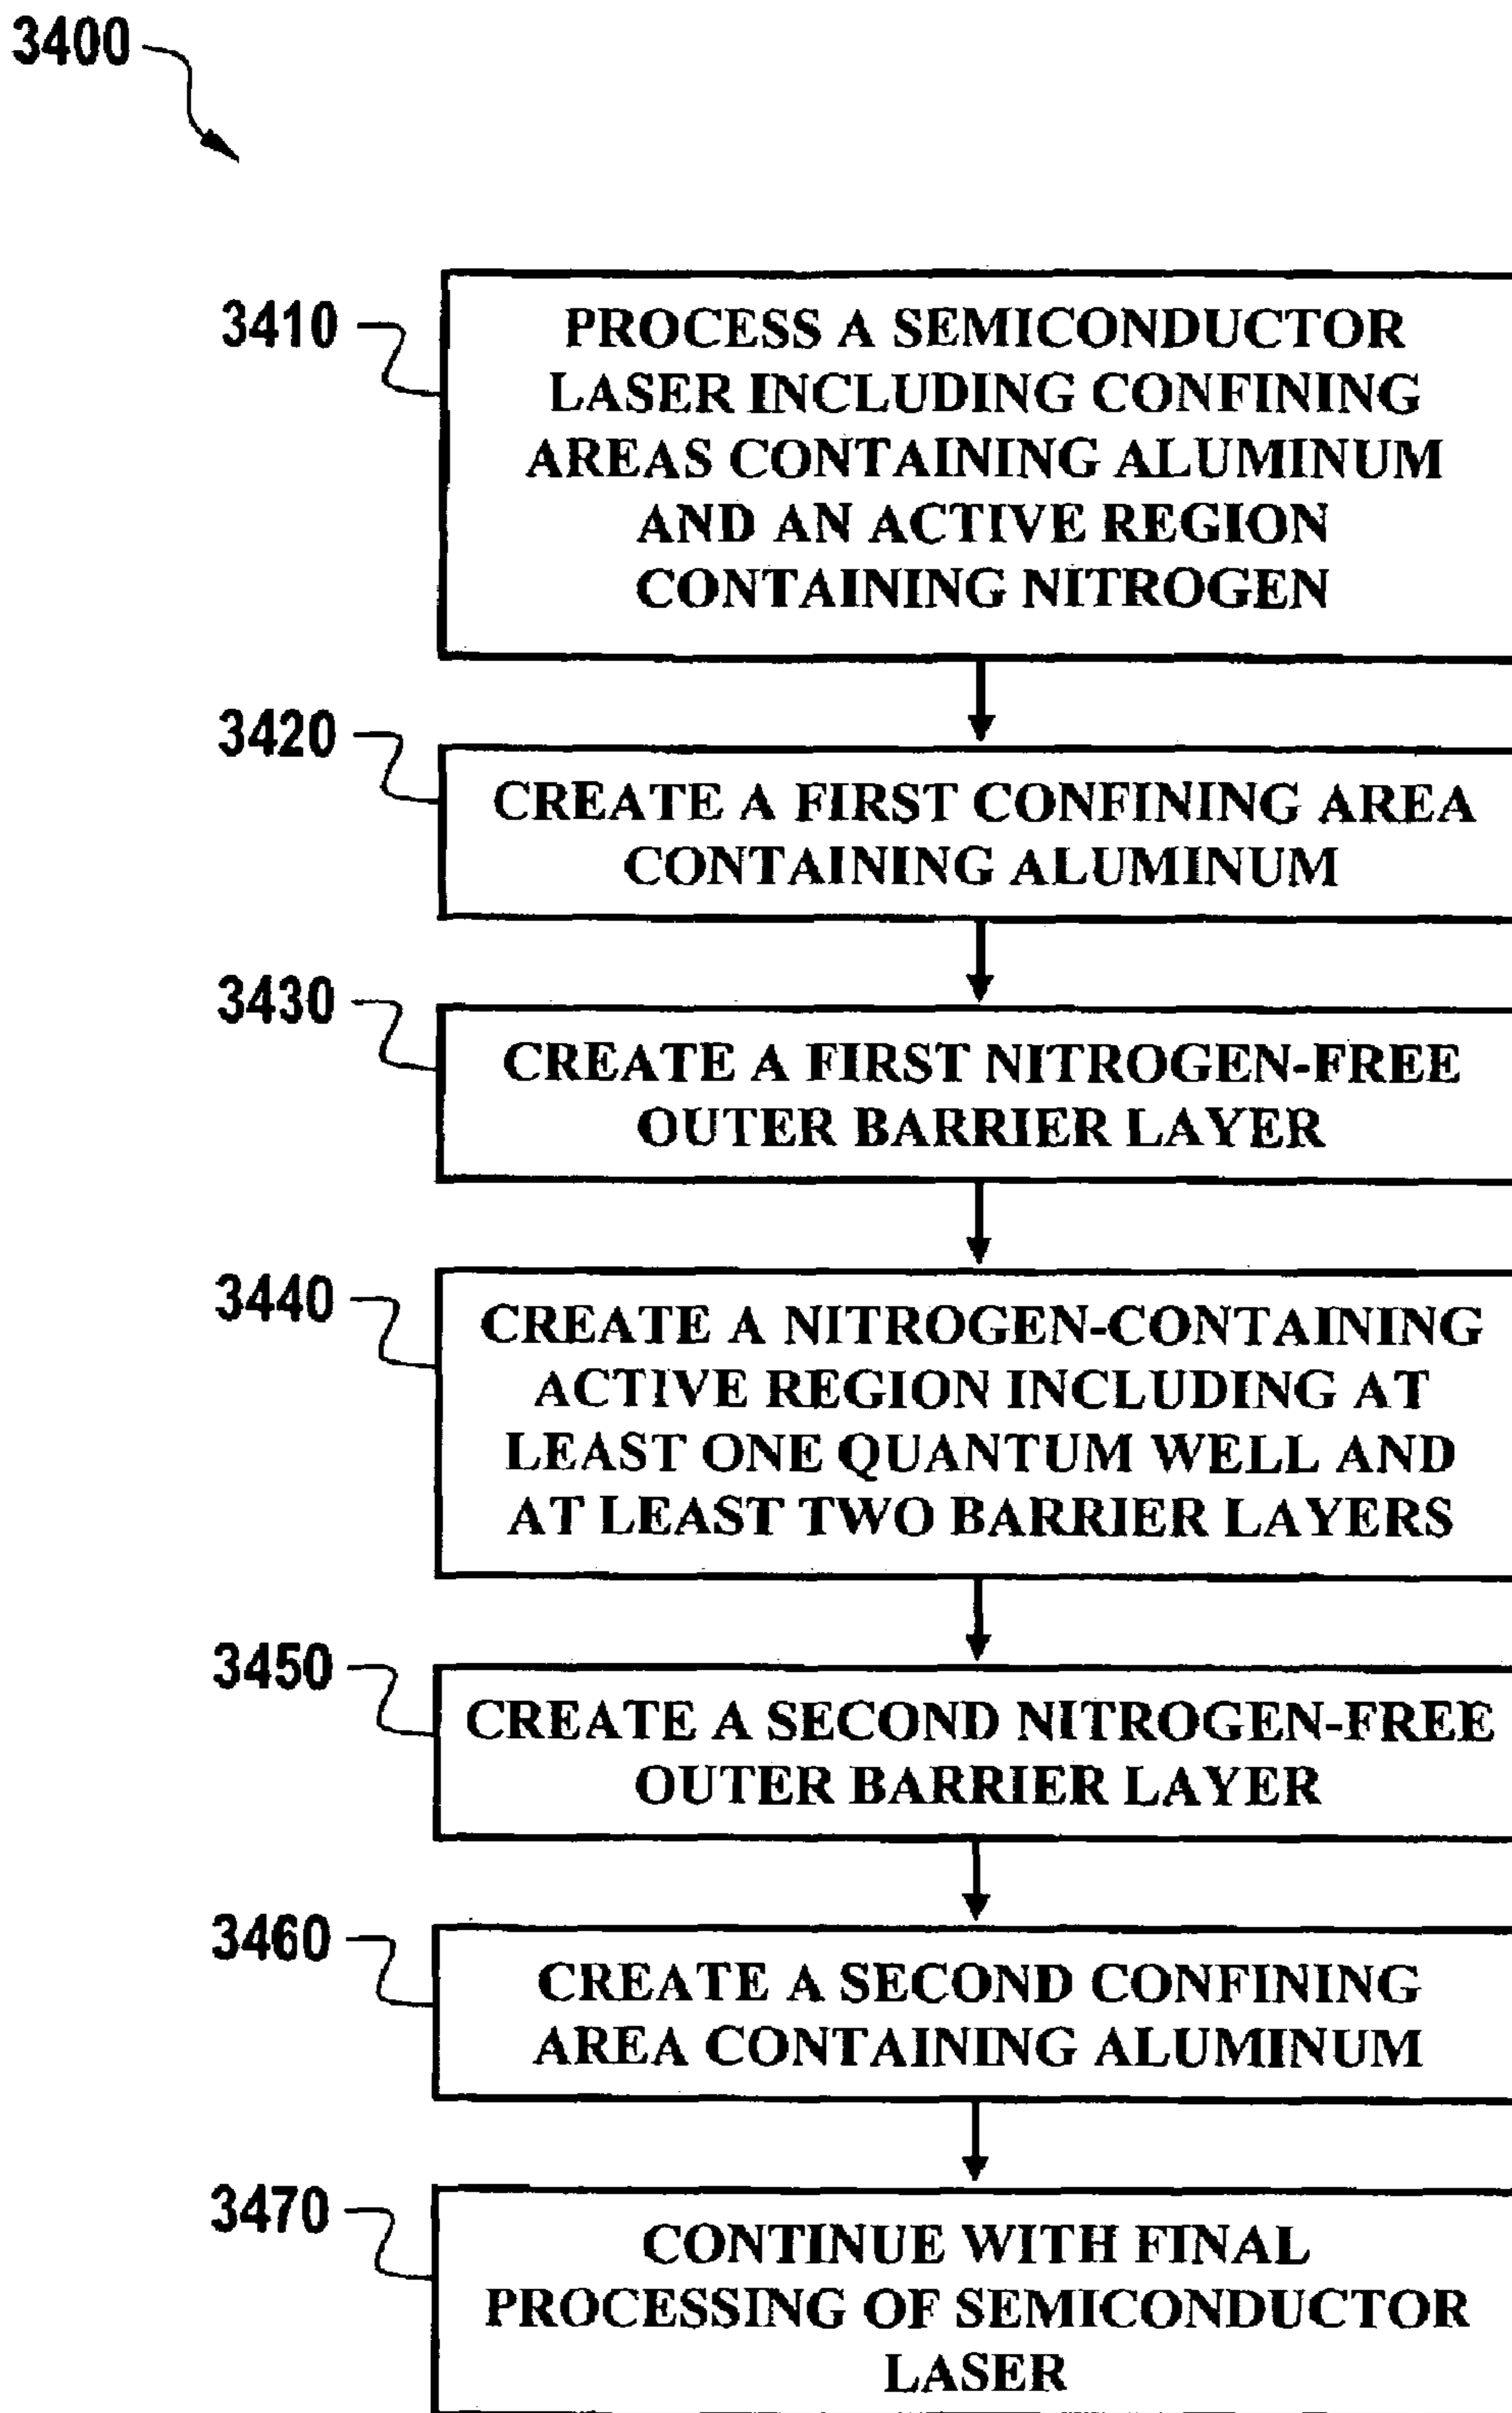 3400
3410
PROCESS A SEMICONDUCTOR
LASER INCLUDING CONFINING
AREAS CONTAINING ALUMINUM
AND AN ACTIVE REGION
CONTAINING NITROGEN
3420
CREATE A FIRST CONFINING AREA
CONTAINING ALUMINUM
3430
CREATE A FIRST NITROGEN-FREE
OUTER BARRIER LAYER
3440
CREATE A NITROGEN-CONTAINING
ACTIVE REGION INCLUDING AT
LEAST ONE QUANTUM WELL AND
AT LEAST TWO BARRIER LAYERS
3450
CREATE A SECOND NITROGEN-FREE
OUTER BARRIER LAYER
3460
CREATE A SECOND CONFINING
AREA CONTAINING ALUMINUM
3470
CONTINUE WITH FINAL
PROCESSING OF SEMICONDUCTOR
LASER